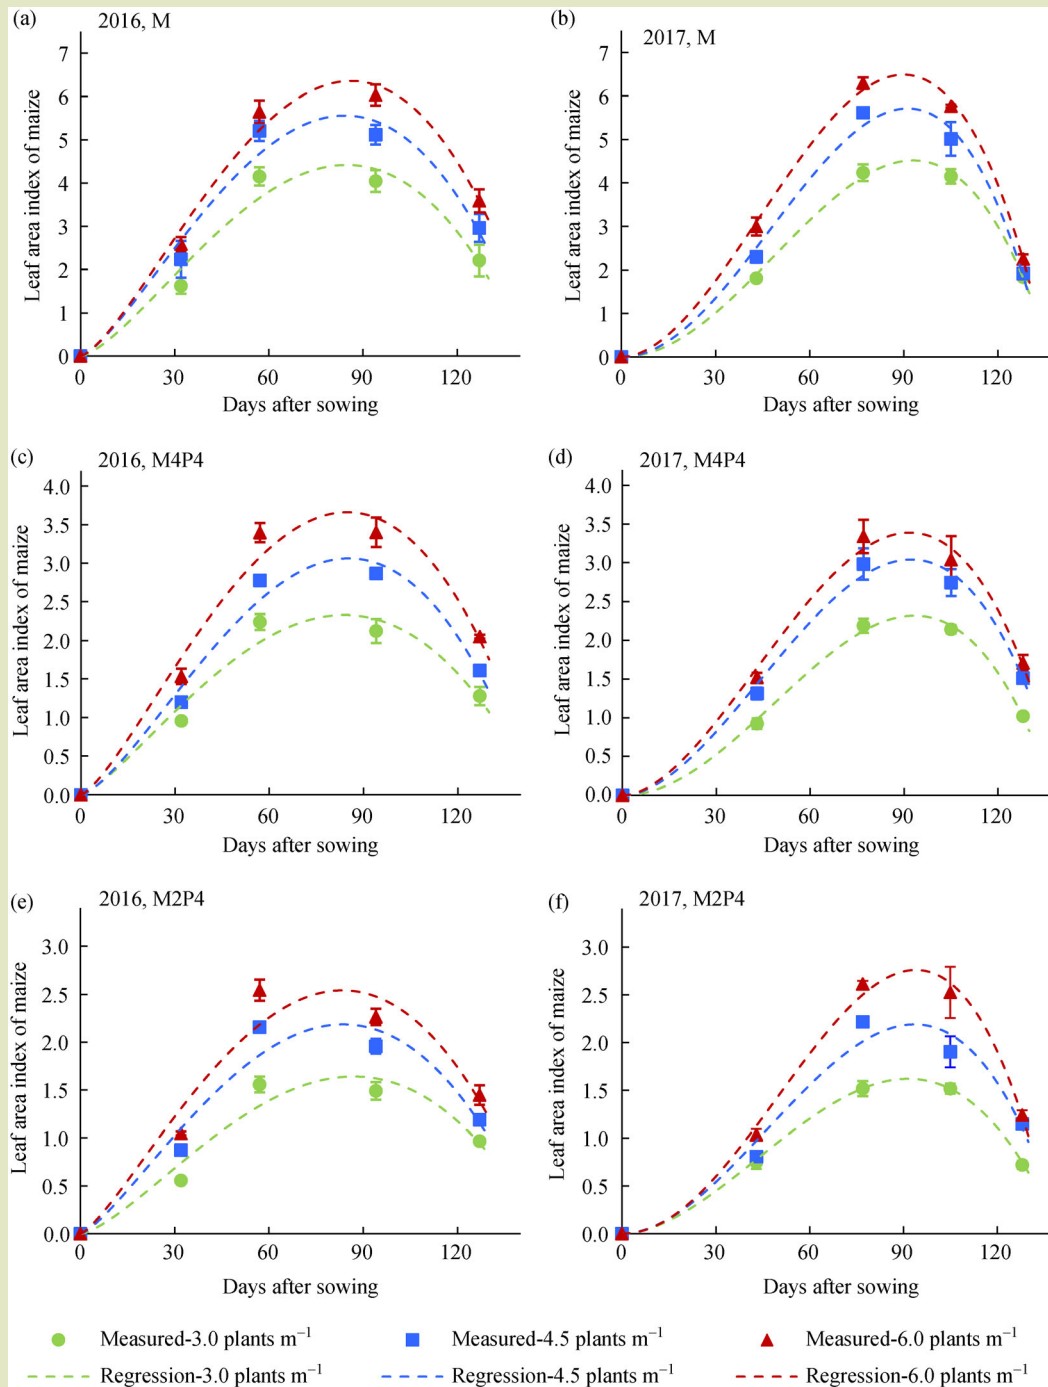 (a) 2016, M
7
6
5
4
3
2
1
0
0 30 60 90 120
Leaf area index of maize
Days after sowing
(b) 2017, M
7
6
5
4
3
2
1
0
0 30 60 90 120
Leaf area index of maize
Days after sowing
(c) 2016, M4P4
4.0
3.5
3.0
2.5
2.0
1.5
1.0
0.5
0.0
0 30 60 90 120
Leaf area index of maize
Days after sowing
(d) 2017, M4P4
4.0
3.5
3.0
2.5
2.0
1.5
1.0
0.5
0.0
0 30 60 90 120
Leaf area index of maize
Days after sowing
(e) 2016, M2P4
3.0
2.5
2.0
1.5
1.0
0.5
0.0
0 30 60 90 120
Leaf area index of maize
Days after sowing
(f) 2017, M2P4
3.0
2.5
2.0
1.5
1.0
0.5
0.0
0 30 60 90 120
Leaf area index of maize
Days after sowing
Measured-3.0 plants m⁻¹ Measured-4.5 plants m⁻¹ Measured-6.0 plants m⁻¹
Regression-3.0 plants m⁻¹ Regression-4.5 plants m⁻¹ Regression-6.0 plants m⁻¹